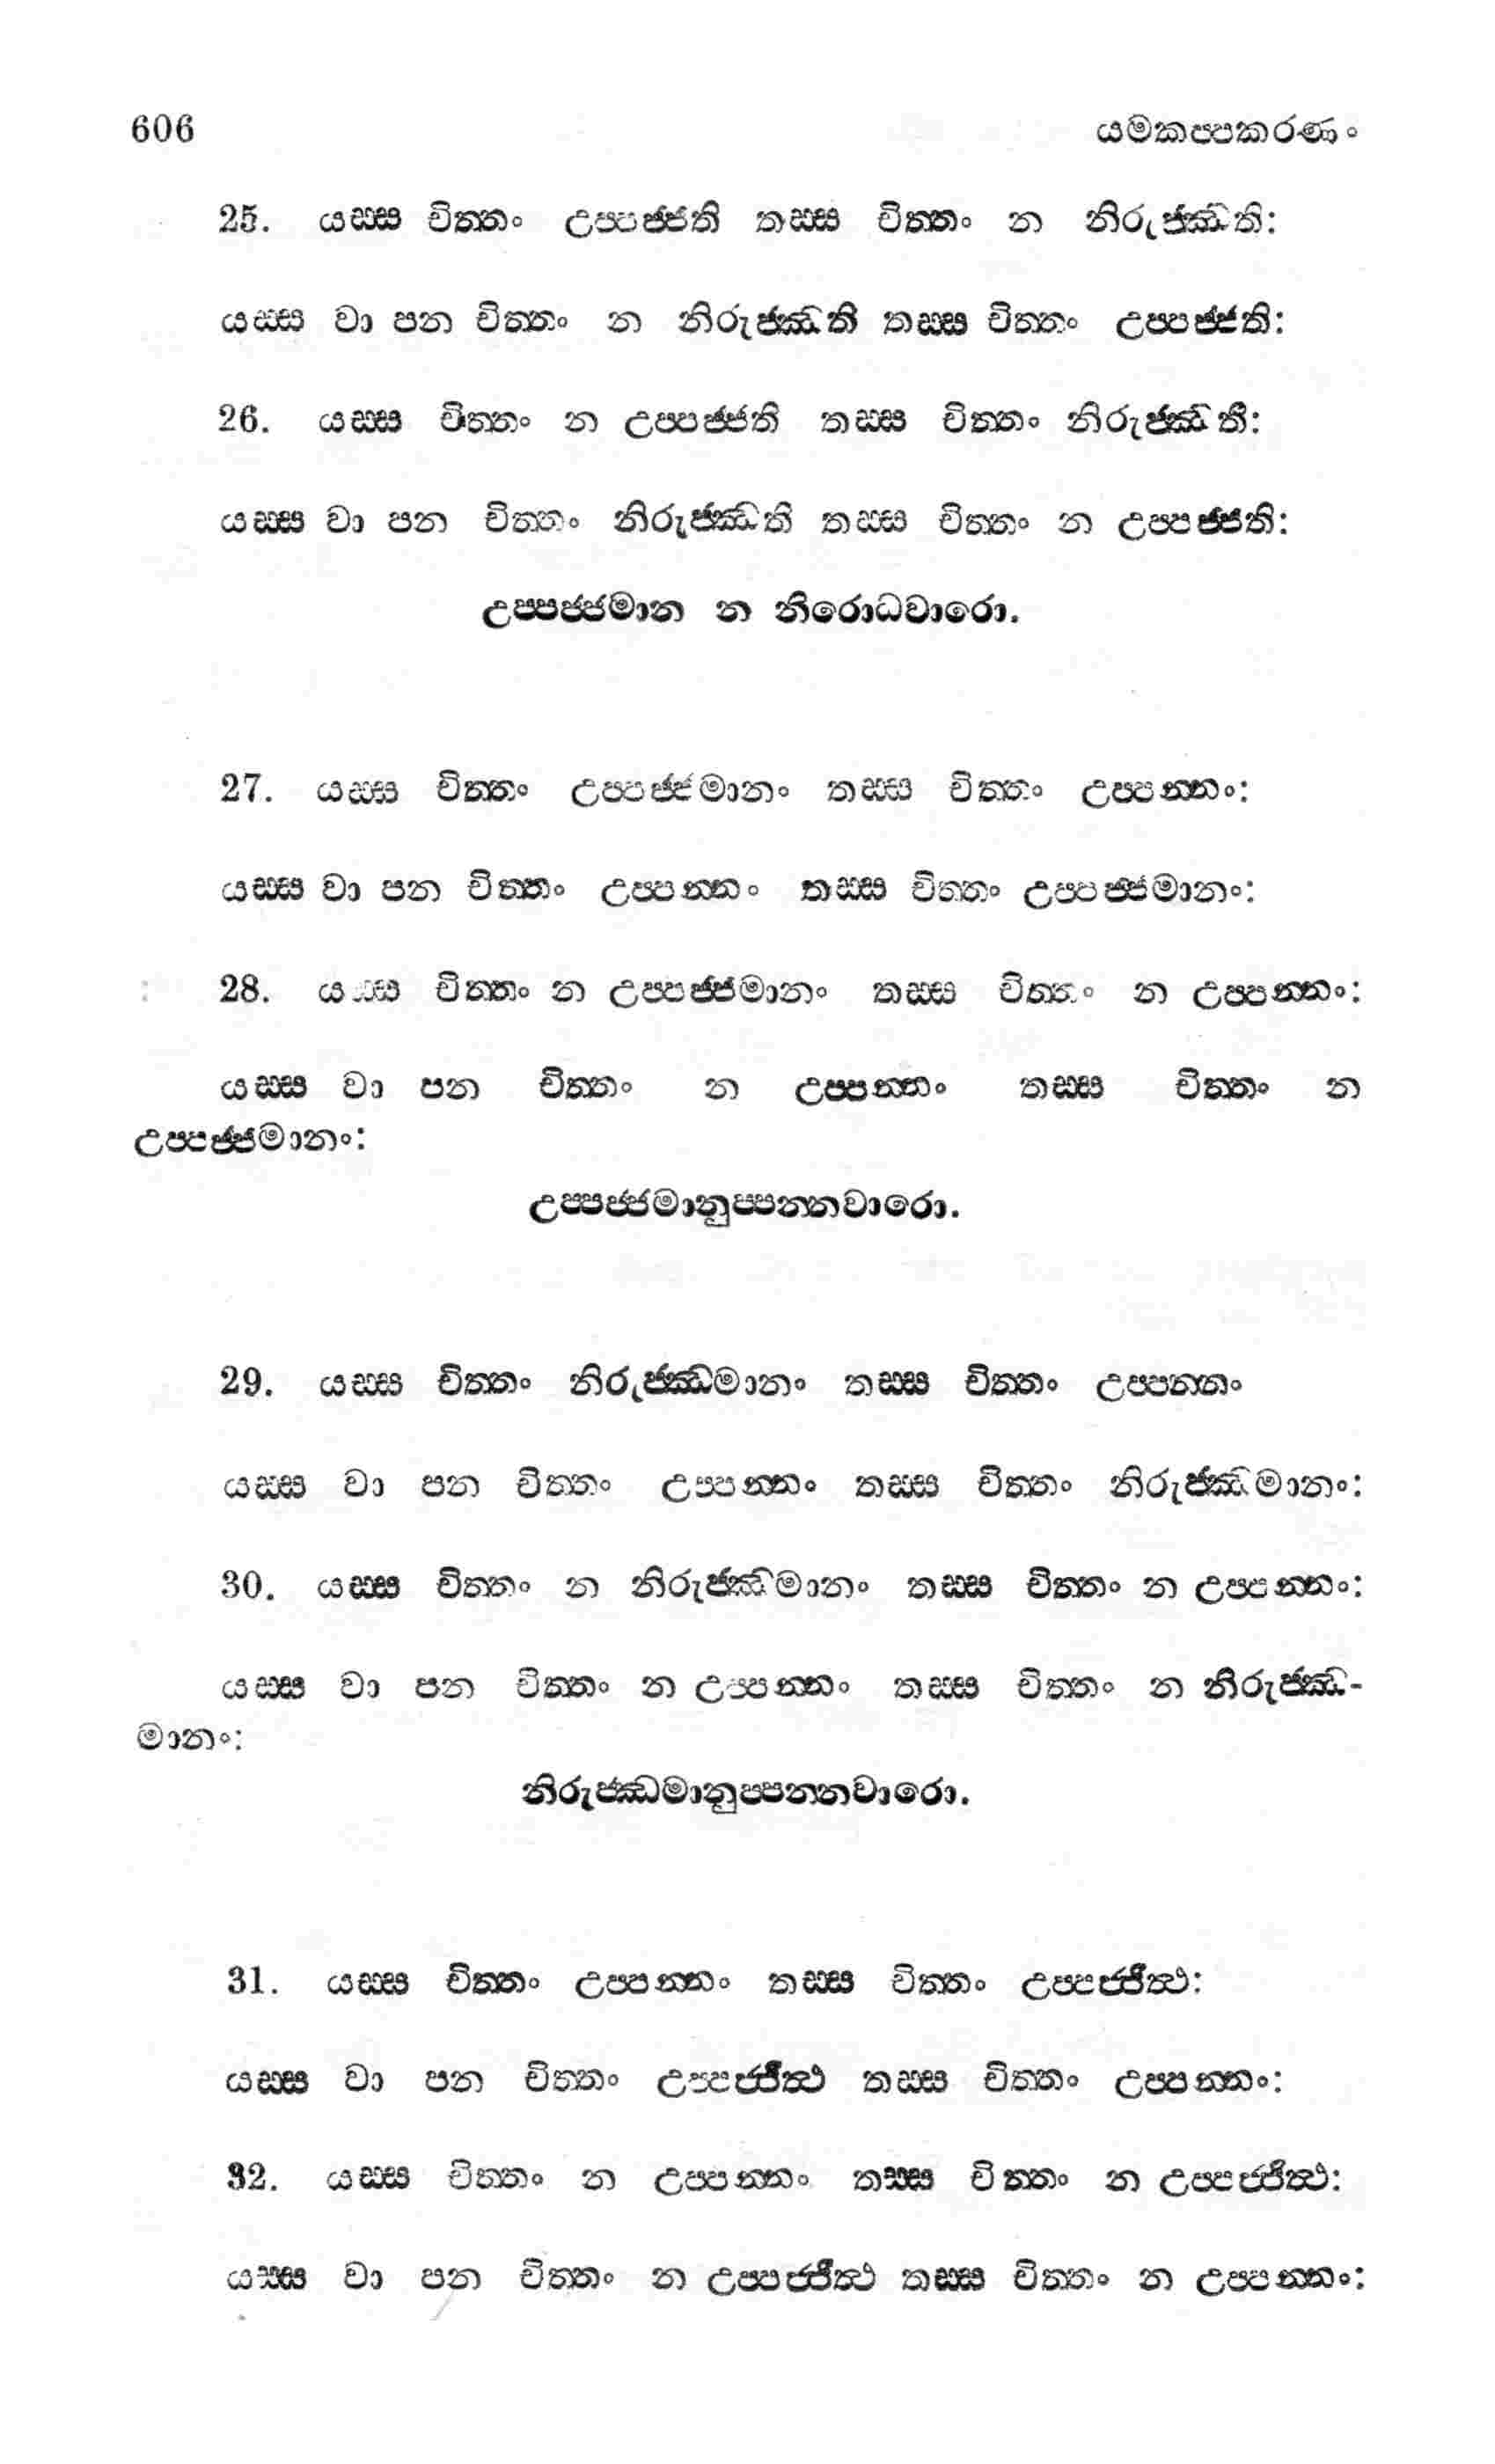 606 යමකප්පකරණං
25. යස්ස චිත්තං උප්පජ්ජති තස්ස චිත්තං න නිරුජ්ඣති:
යස්ස වා පන චිත්තං න නිරුජ්ඣති තස්ස චිත්තං උප්පජ්ජති:
26. යස්ස චිත්තං න උප්පජ්ජති තස්ස චිත්තං නිරුජ්ඣතී:
යස්ස වා පන චිත්තං නිරුජ්ඣති තස්ස චිත්තං න උප්පජ්ජති:
උප්පජ්ජමාන න නිරොධවාරො.
27. යස්ස චිත්තං උප්පජ්ජමානං තස්ස චිත්තං උප්පන්නං:
යස්ස වා පන චිත්තං උප්පන්නං තස්ස චිත්තං උප්පජ්ජමානං:
28. යස්ස චිත්තං න උප්පජ්ජමානං තස්ස චිත්තං න උප්පන්නං:
යස්ස වා පන චිත්තං න උප්පන්නං තස්ස චිත්තං න
උප්පජ්ජමානං:
උප්පජ්ජමානුප්පන්නවාරො.
29. යස්ස චිත්තං නිරුජ්ඣමානං තස්ස චිත්තං උප්පන්නං
යස්ස වා පන චිත්තං උප්පන්නං තස්ස චිත්තං නිරුජ්ඣමානං:
30. යස්ස චිත්තං න නිරුජ්ඣමානං තස්ස චිත්තං න උප්පන්නං:
යස්ස වා පන චිත්තං න උප්පන්නං තස්ස චිත්තං න නිරුජ්ඣ-
මානං:
නිරුජ්ඣමානුප්පන්නවාරො.
31. යස්ස චිත්තං උප්පන්නං තස්ස චිත්තං උප්පජ්ජිත්ථ:
යස්ස වා පන චිත්තං උප්පජ්ජිත්ථ තස්ස චිත්තං උප්පන්නං:
32. යස්ස චිත්තං න උප්පන්නං තස්ස චිත්තං න උප්පජ්ජිත්ථ:
යස්ස වා පන චිත්තං න උප්පජ්ජිත්ථ තස්ස චිත්තං න උප්පන්නං: